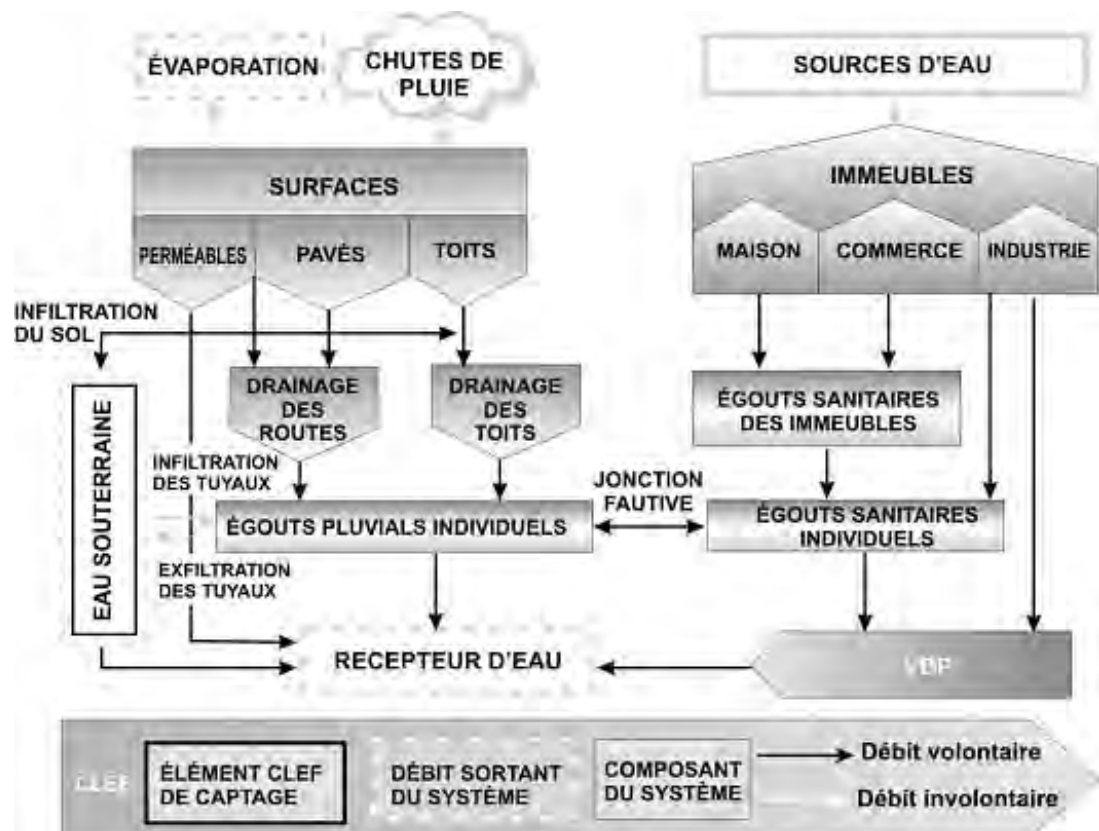 ÉVAPORATION
CHUTES DE
PLUIE
SOURCES D'EAU
SURFACES
IMMEUBLES
PERMÉABLES
PAVÈS
TOITS
MAISON
COMMERCE
INDUSTRIE
INFILTRATION
DU SOL
DRAINAGE
DES
ROUTES
DRAINAGE
DES
TOITS
ÉGOUTS SANITAIRES
DES IMMEUBLES
EAU SOUTERRAINE
INFILTRATION
DES TUYAUX
JONCTION
FAUTIVE
ÉGOUTS PLUVIALS INDIVIDUELS
ÉGOUTS SANITAIRES
INDIVIDUELS
EXFILTRATION
DES TUYAUX
RECEPTEUR D'EAU
CLEF
ÉLÉMENT CLEF
DE CAPTAGE
DÉBIT SORTANT
DU SYSTÈME
COMPOSANT
DU SYSTÈME
Débit volontaire
Débit involontaire